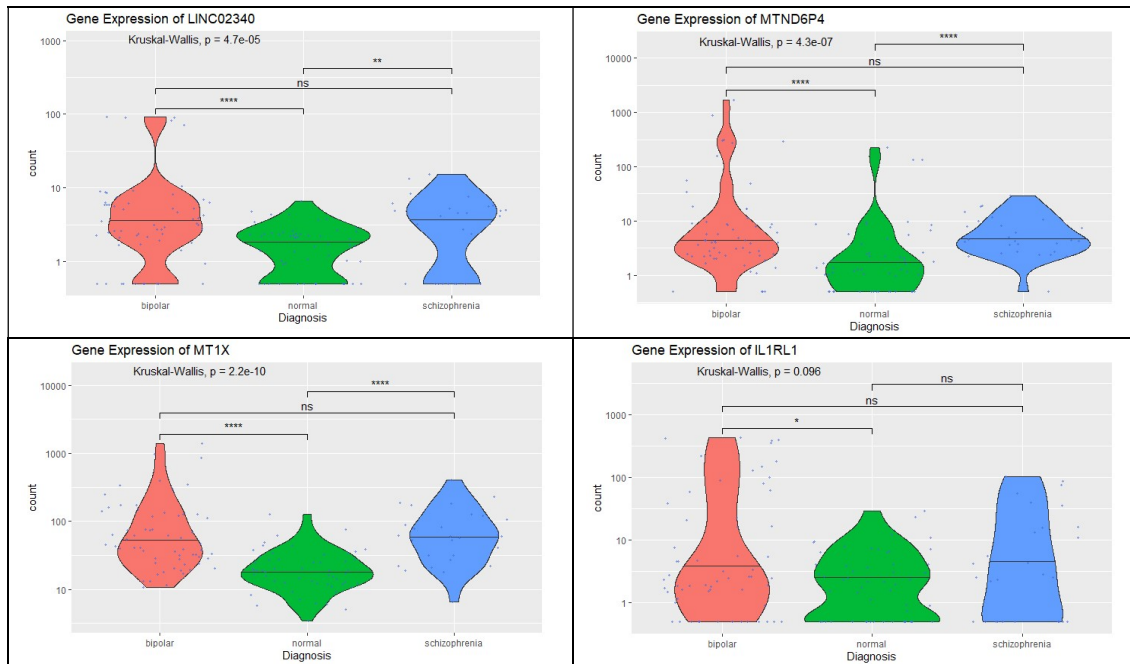 Gene Expression of LINC02340
Kruskal-Wallis, p = 4.7e-05
1000
**
ns
****
100
10
1
count
bipolar
normal
schizophrenia
Diagnosis
Gene Expression of MTND6P4
Kruskal-Wallis, p = 4.3e-07
****
10000
ns
****
1000
100
10
1
count
bipolar
normal
schizophrenia
Diagnosis
Gene Expression of MT1X
Kruskal-Wallis, p = 2.2e-10
10000
****
ns
****
1000
100
10
count
bipolar
normal
schizophrenia
Diagnosis
Gene Expression of IL1RL1
Kruskal-Wallis, p = 0.096
ns
ns
1000
*
100
10
1
count
bipolar
normal
schizophrenia
Diagnosis